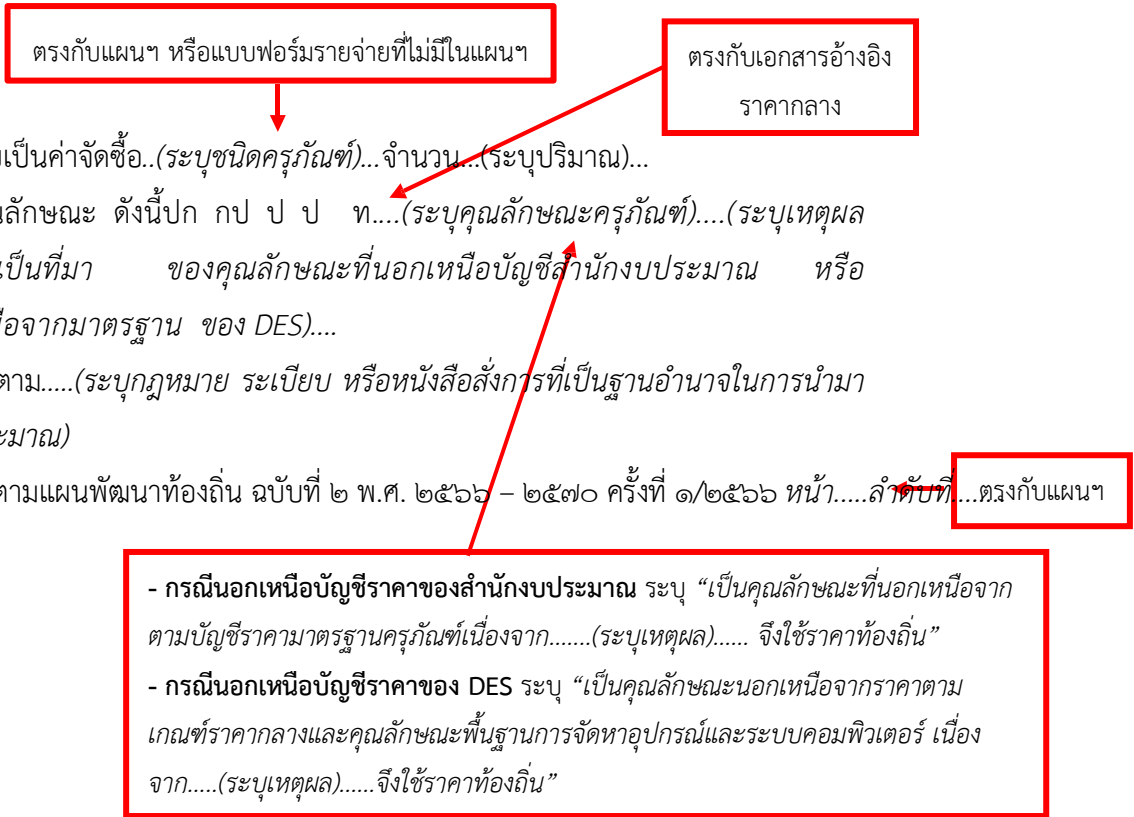 ตรงกับแผนฯ หรือแบบฟอร์มรายจ่ายที่ไม่มีในแผนฯ
ตรงกับเอกสารอ้างอิง
ราคากลาง
เป็นค่าจัดซื้อ..(ระบุชนิดครุภัณฑ์)...จำนวน...(ระบุปริมาณ)...
ลักษณะ ดังนี้ปก กป ป ป ท....(ระบุคุณลักษณะครุภัณฑ์)....(ระบุเหตุผล
เป็นที่มา ของคุณลักษณะที่นอกเหนือบัญชีสำนักงบประมาณ หรือ
จากมาตรฐาน ของ DES)....
ตาม.....(ระบุกฎหมาย ระเบียบ หรือหนังสือสั่งการที่เป็นฐานอำนาจในการนำมา
ะมาณ)
ตามแผนพัฒนาท้องถิ่น ฉบับที่ ๒ พ.ศ. ๒๕๖๖ – ๒๕๗๐ ครั้งที่ ๑/๒๕๖๖ หน้า.....ลำดับที่....
ตรงกับแผนฯ
- กรณีนอกเหนือบัญชีราคาของสำนักงบประมาณ ระบุ “เป็นคุณลักษณะที่นอกเหนือจาก
ตามบัญชีราคามาตรฐานครุภัณฑ์เนื่องจาก.......(ระบุเหตุผล)...... จึงใช้ราคาท้องถิ่น”
- กรณีนอกเหนือบัญชีราคาของ DES ระบุ “เป็นคุณลักษณะนอกเหนือจากราคาตาม
เกณฑ์ราคากลางและคุณลักษณะพื้นฐานการจัดหาอุปกรณ์และระบบคอมพิวเตอร์ เนื่อง
จาก.....(ระบุเหตุผล)......จึงใช้ราคาท้องถิ่น”